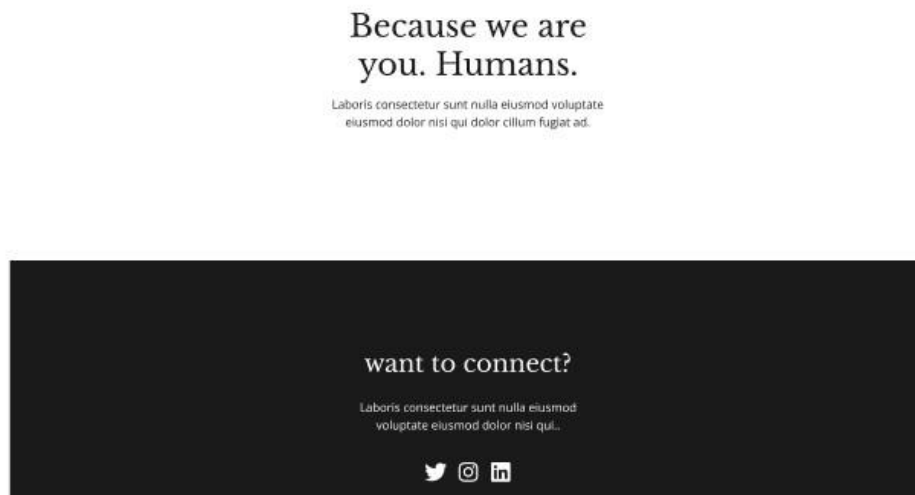 Because we are
you. Humans.
Laboris consectetur sunt nulla eiusmod voluptate
eiusmod dolor nisi qui dolor cillum fugiat ad.
want to connect?
Laboris consectetur sunt nulla eiusmod
voluptate eiusmod dolor nisi qui..